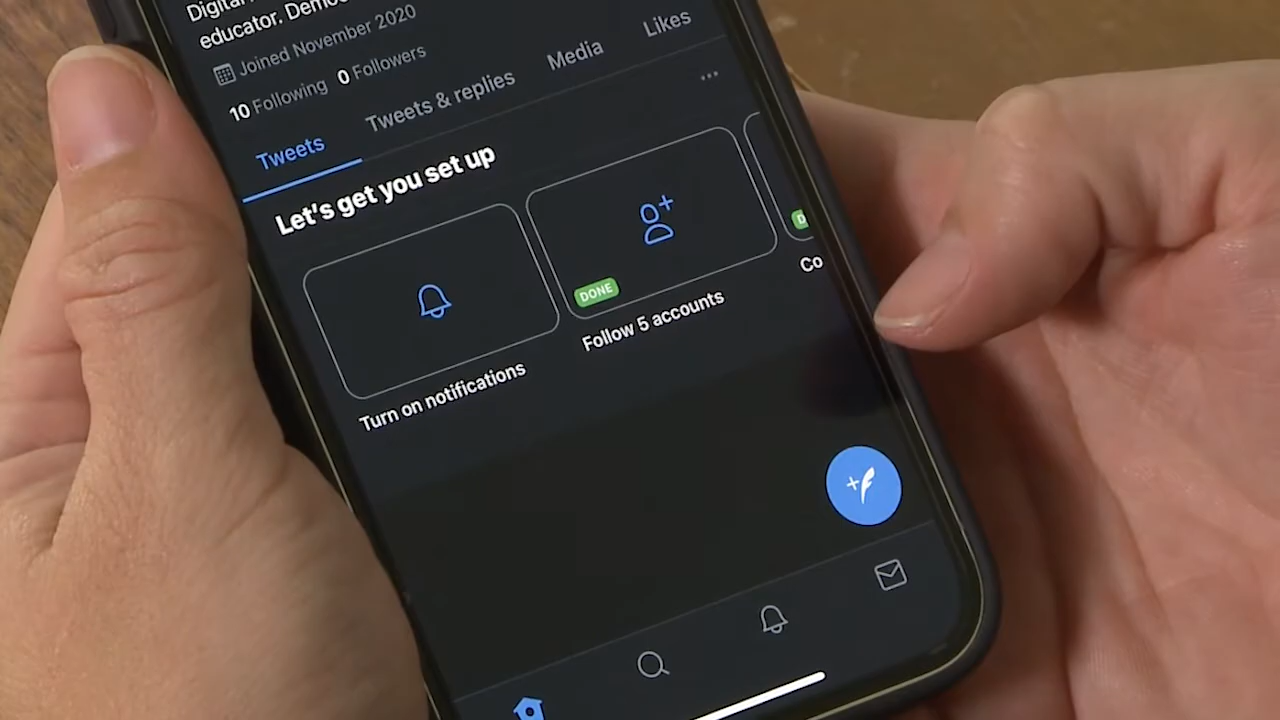 Digital
educator.
Joined November 2020
10 Following 0 Followers
Tweets Tweets & replies Media Likes
Let's get you set up
DONE
Turn on notifications
Follow 5 accounts
Co